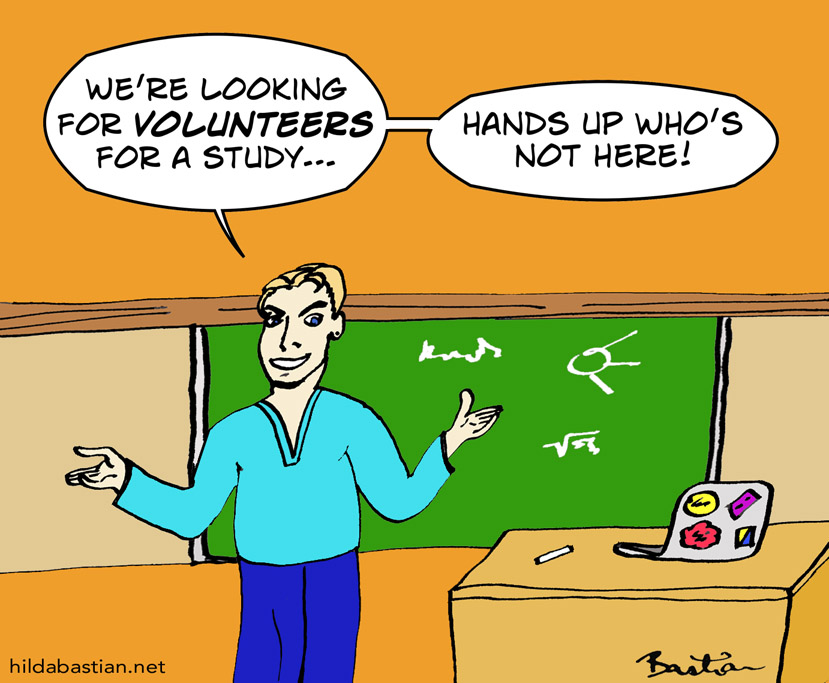 WE'RE LOOKING
FOR VOLUNTEERS
FOR A STUDY...
HANDS UP WHO'S
NOT HERE!
hildabastian.net
Bastian